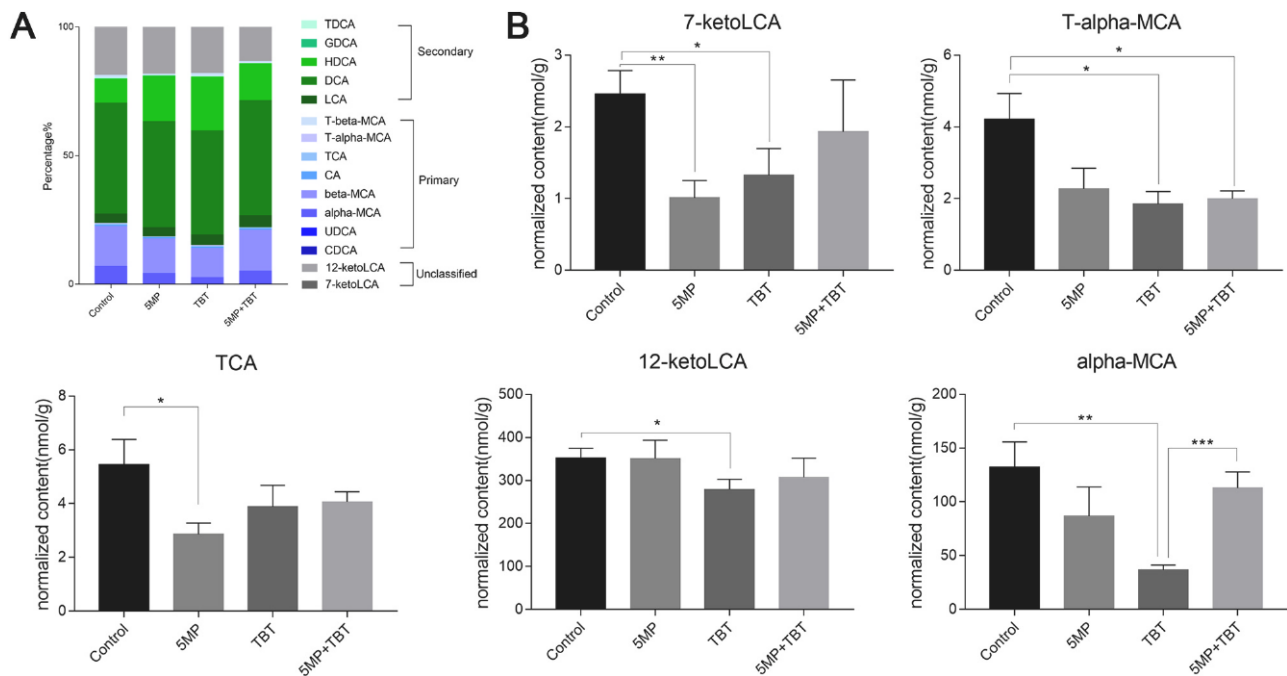 A
Percentage%
100
50
0
Control
5MP
TBT
5MP+TBT
TDCA
GDCA
HDCA
DCA
LCA
Secondary
T-beta-MCA
T-alpha-MCA
TCA
CA
beta-MCA
alpha-MCA
UDCA
CDCA
Primary
12-ketoLCA
7-ketoLCA
Unclassified
B
7-ketoLCA
normalized content(nmol/g)
3
2
1
0
**
*
Control
5MP
TBT
5MP+TBT
T-alpha-MCA
normalized content(nmol/g)
6
4
2
0
*
*
Control
5MP
TBT
5MP+TBT
TCA
normalized content(nmol/g)
8
6
4
2
0
*
Control
5MP
TBT
5MP+TBT
12-ketoLCA
normalized content(nmol/g)
500
400
300
200
100
0
*
Control
5MP
TBT
5MP+TBT
alpha-MCA
normalized content(nmol/g)
200
150
100
50
0
**
***
Control
5MP
TBT
5MP+TBT